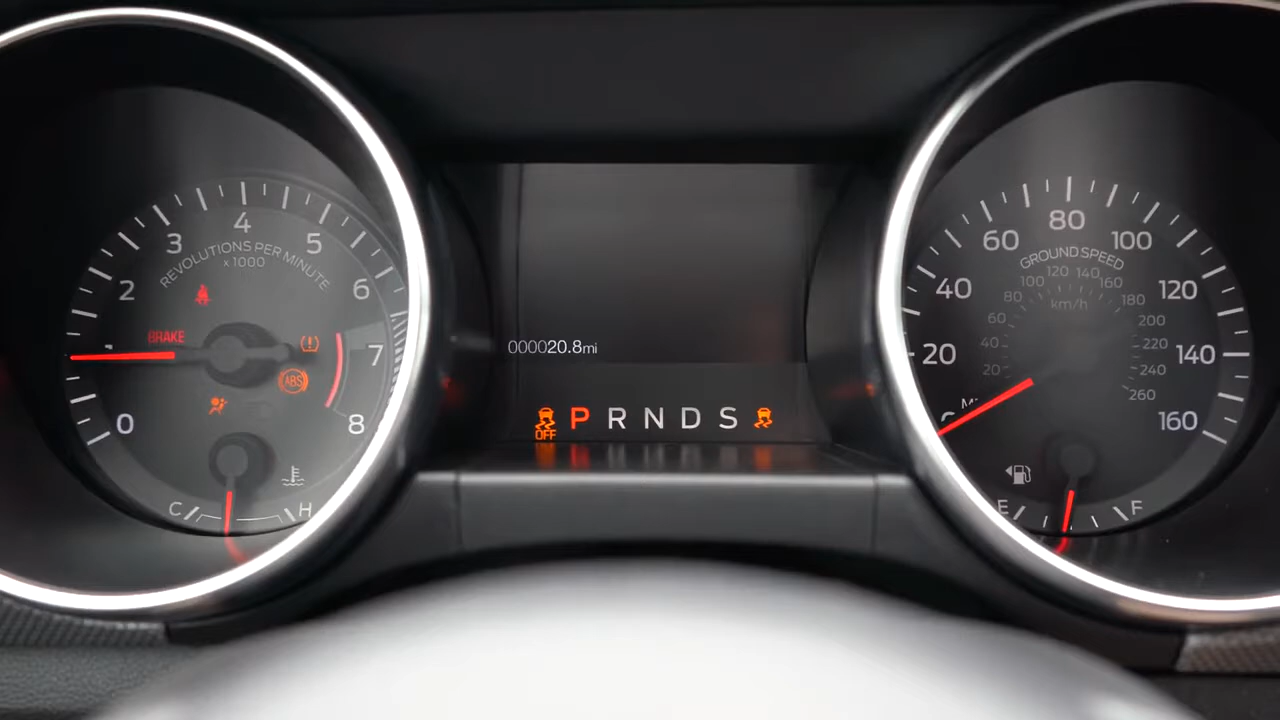 4
3
5
REVOLUTIONS PER MINUTE
x 1000
2
6
BRAKE
7
ABS
0
8
C
H
000020.8mi
OFF
P R N D S
80
60
100
GROUND SPEED
120
140
100
160
40
80
km/h
180
120
60
200
20
40
220
140
20
240
260
160
E
F